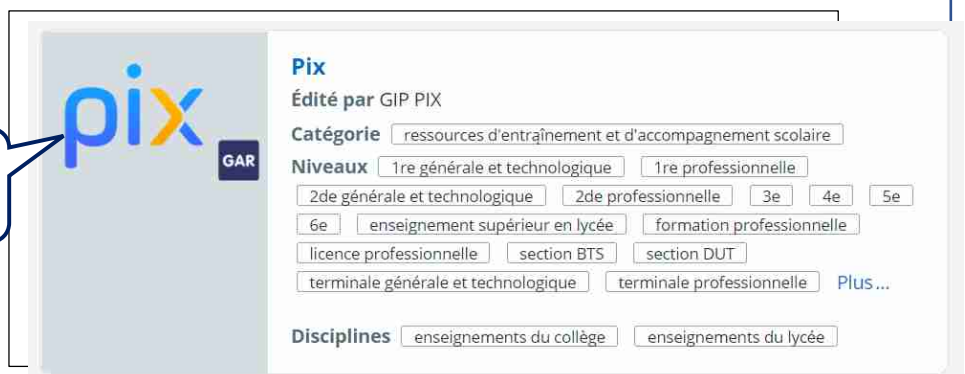 pix
GAR
Pix
Édité par GIP PIX
Catégorie ressources d'entraînement et d'accompagnement scolaire
Niveaux 1re générale et technologique 1re professionnelle
2de générale et technologique 2de professionnelle 3e 4e 5e
6e enseignement supérieur en lycée formation professionnelle
licence professionnelle section BTS section DUT
terminale générale et technologique terminale professionnelle Plus...
Disciplines enseignements du collège enseignements du lycée